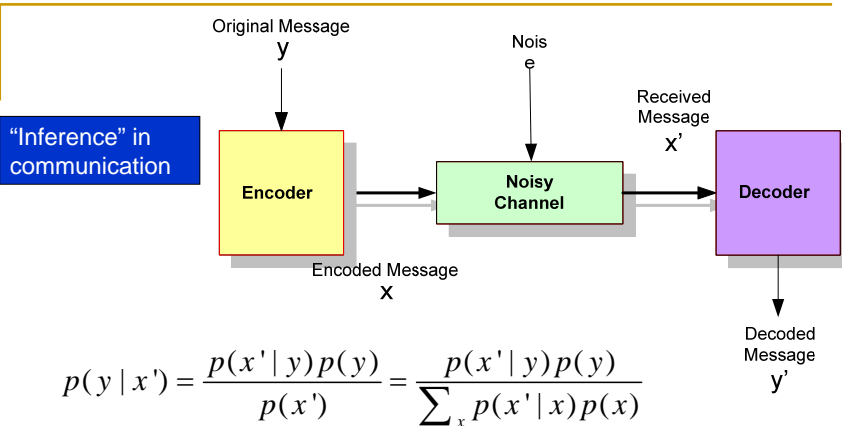 Original Message
y
Nois
e
Received
Message
x’
“Inference” in
communication
Encoder
Noisy
Channel
Decoder
Encoded Message
x
Decoded
Message
y’
p(y | x') = p(x' | y)p(y) / p(x') = p(x' | y)p(y) / ∑ₓ p(x' | x)p(x)